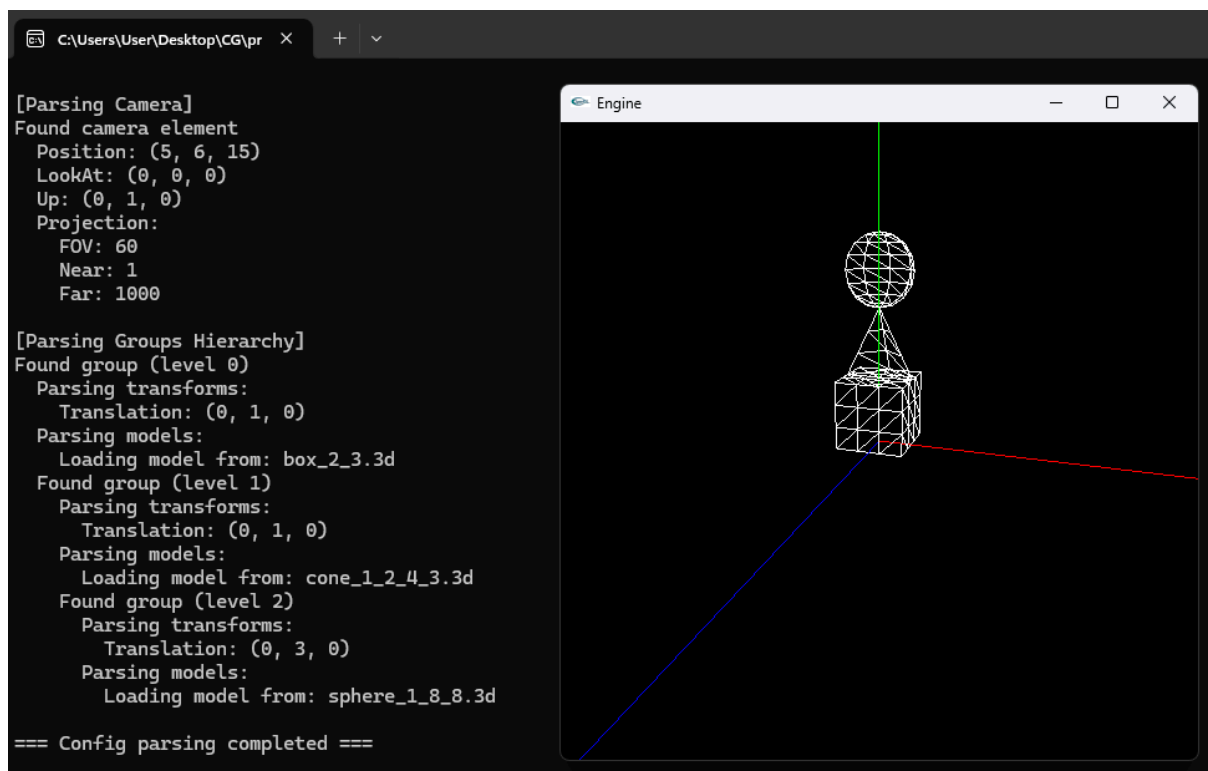 C:\Users\User\Desktop\CG\pr
[Parsing Camera]
Found camera element
  Position: (5, 6, 15)
  LookAt: (0, 0, 0)
  Up: (0, 1, 0)
  Projection:
    FOV: 60
    Near: 1
    Far: 1000
[Parsing Groups Hierarchy]
Found group (level 0)
  Parsing transforms:
    Translation: (0, 1, 0)
  Parsing models:
    Loading model from: box_2_3.3d
  Found group (level 1)
    Parsing transforms:
      Translation: (0, 1, 0)
    Parsing models:
      Loading model from: cone_1_2_4_3.3d
    Found group (level 2)
      Parsing transforms:
        Translation: (0, 3, 0)
      Parsing models:
        Loading model from: sphere_1_8_8.3d
=== Config parsing completed ===
Engine